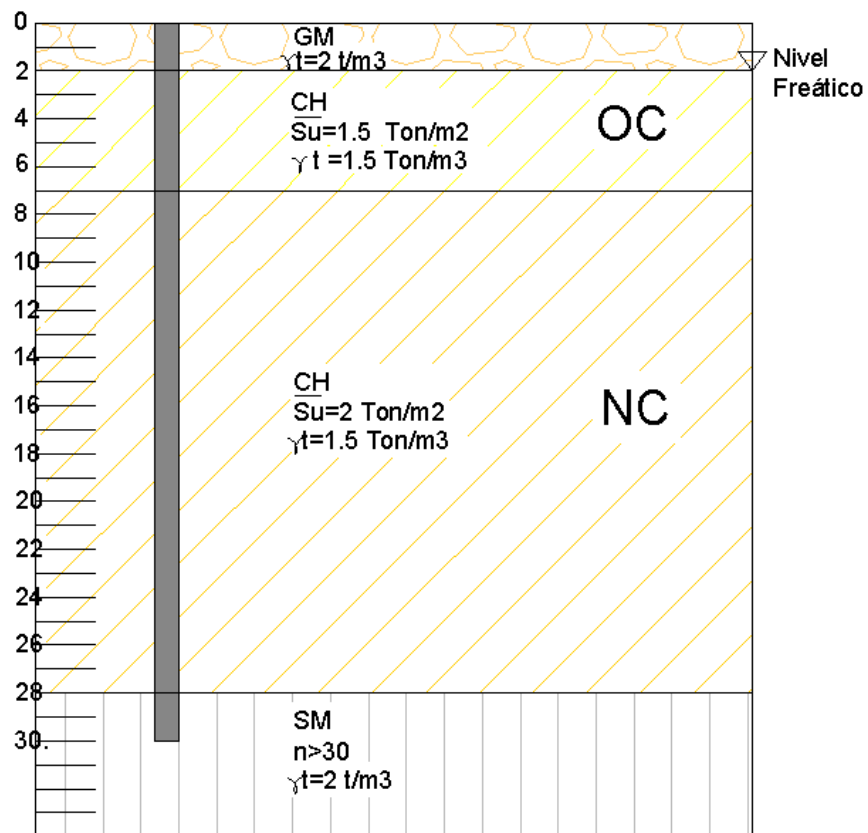 0
GM
γt=2 t/m3
2
Nivel
Freático
CH
Su=1.5 Ton/m2
γt =1.5 Ton/m3
OC
4
6
8
10
12
14
CH
Su=2 Ton/m2
γt=1.5 Ton/m3
NC
16
18
20
22
24
26
28
SM
n>30
γt=2 t/m3
30.